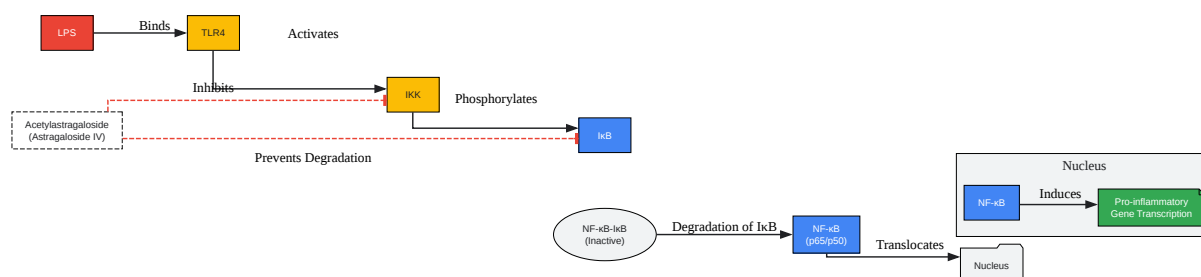 LPS
Binds
TLR4
Activates
Inhibits
IKK
Phosphorylates
Acetylastragaloside
(Astragaloside IV)
IκB
Prevents Degradation
Nucleus
NF-κB
Induces
Pro-inflammatory
Gene Transcription
NF-κB-IκB
(Inactive)
Degradation of IκB
NF-κB
(p65/p50)
Translocates
Nucleus